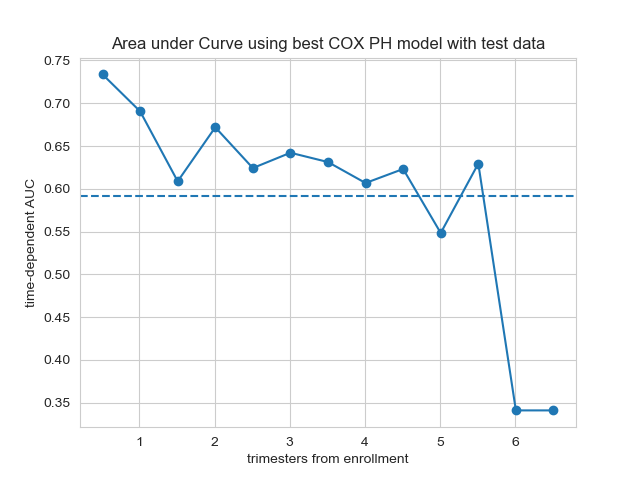 Area under Curve using best COX PH model with test data
time-dependent AUC
0.75
0.70
0.65
0.60
0.55
0.50
0.45
0.40
0.35
1 2 3 4 5 6
trimesters from enrollment